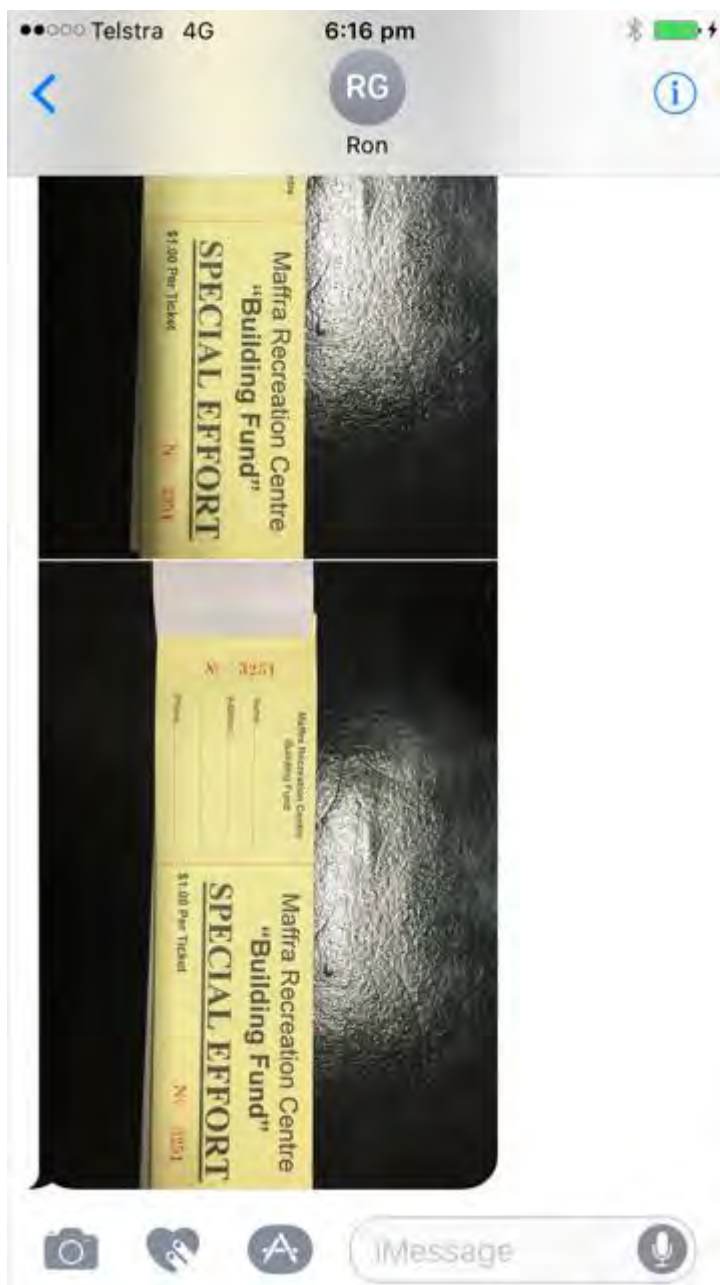 Telstra 4G
6:16 pm
RG
Ron
Maffra Recreation Centre
"Building Fund"
SPECIAL EFFORT
$1.00 Per Ticket
Nº 3251
Nº 3251
Maffra Recreation Centre
Building Fund
Name
Address
Phone
Maffra Recreation Centre
"Building Fund"
SPECIAL EFFORT
$1.00 Per Ticket
Nº 3251
iMessage